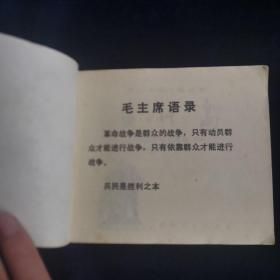 毛主席语录
革命战争是群众的战争，只有动员群
众才能进行战争，只有依靠群众才能进行
战争。
兵民是胜利之本